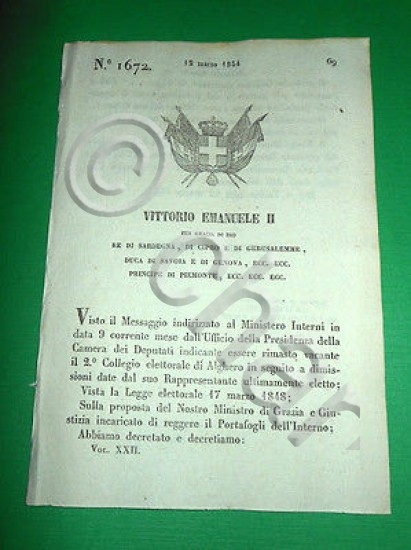 N.° 1672.
12 marzo 1854
69
VITTORIO EMANUELE II
PER GRAZIA DI DIO
RE DI SARDEGNA, DI CIPRO E DI GERUSALEMME,
DUCA DI SAVOIA E DI GENOVA, ECC. ECC.
PRINCIPE DI PIEMONTE, ECC. ECC. ECC.
Visto il Messaggio indirizzato al Ministero Interni in
data 9 corrente mese dall'Uffizio della Presidenza della
Camera dei Deputati indicante essere rimasto vacante
il 2.° Collegio elettorale di Alghero in seguito a dimis-
sioni date dal suo Rappresentante ultimamente eletto;
Vista la Legge elettorale 17 marzo 1848;
Sulla proposta del Nostro Ministro di Grazia e Giu-
stizia incaricato di reggere il Portafogli dell'Interno;
Abbiamo decretato e decretiamo:
Vol. XXII.